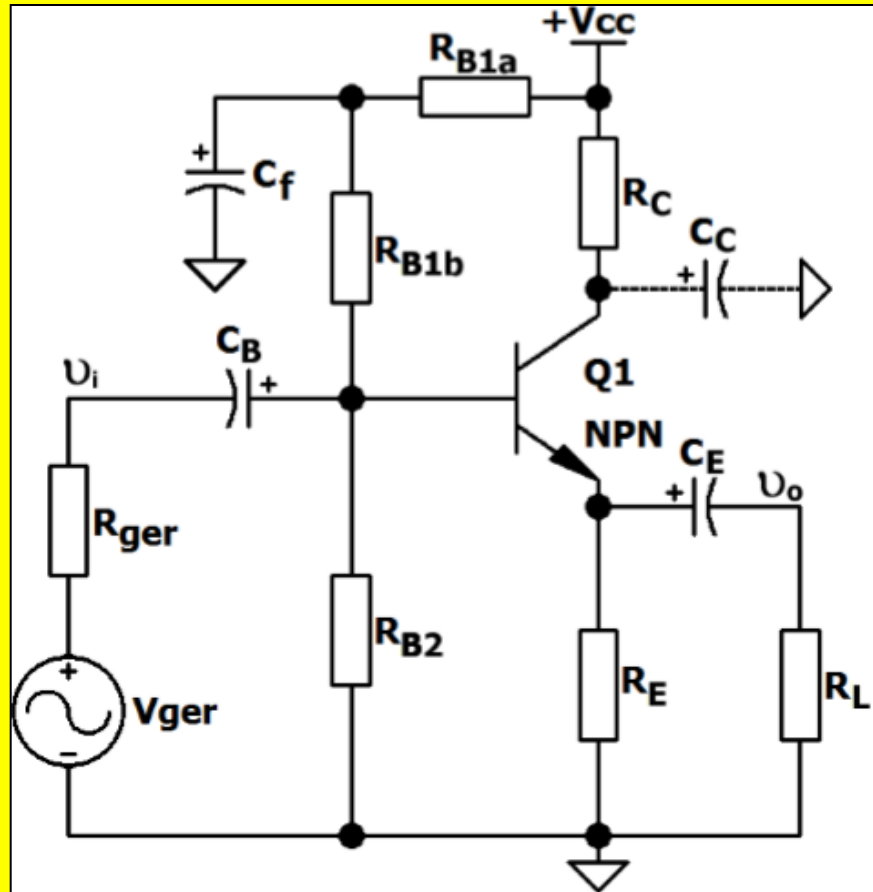 +Vcc
RB1a
+
Cf
RC
CC
+
RB1b
CB
+
υi
Q1
NPN
CE
+
υo
Rger
RB2
RE
RL
+
Vger
−